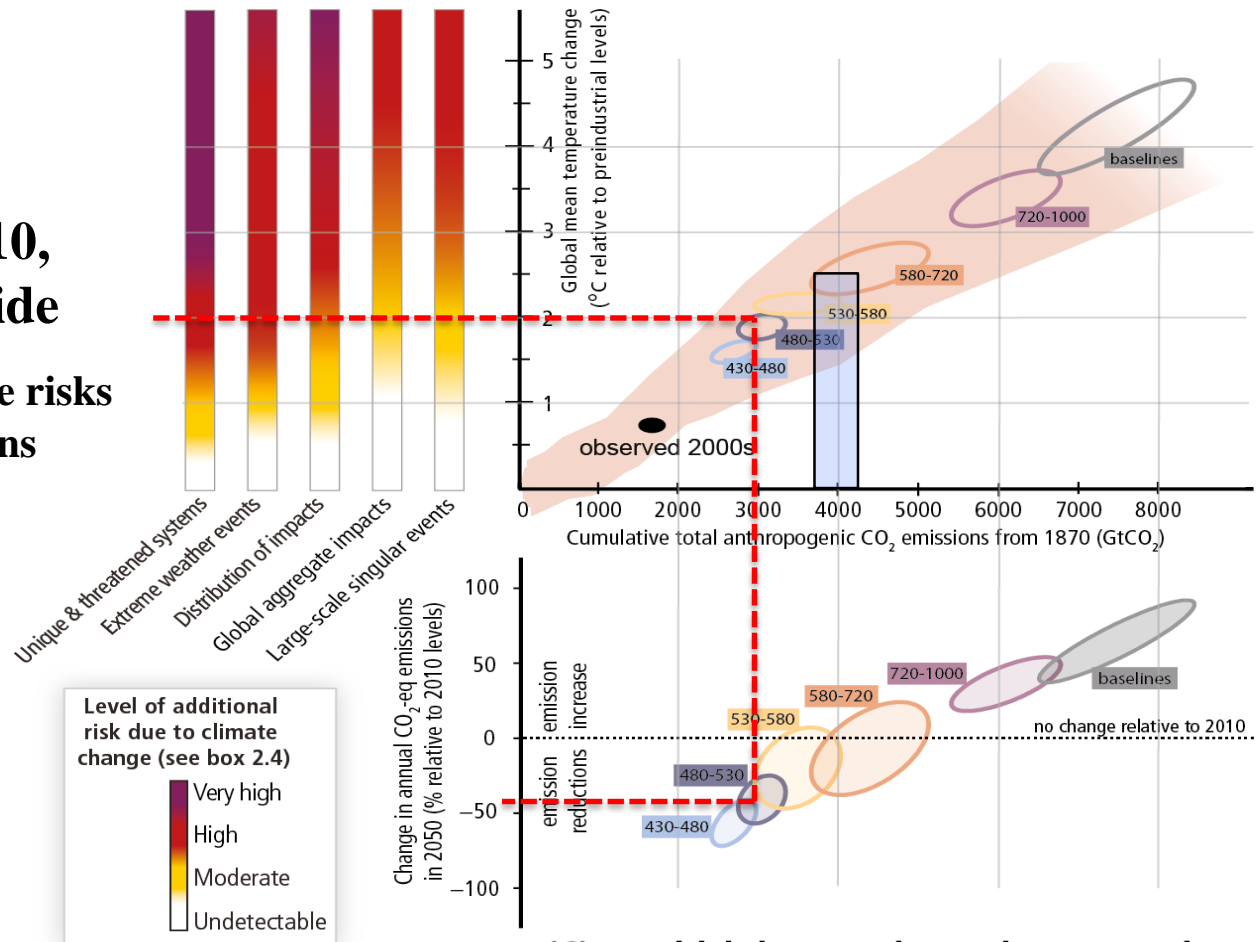 10,
ide
e risks
ns
Unique & threatened systems
Extreme weather events
Distribution of impacts
Global aggregate impacts
Large-scale singular events
Level of additional
risk due to climate
change (see box 2.4)
Very high
High
Moderate
Undetectable
Global mean temperature change
(°C relative to preindustrial levels)
5
4
3
2
1
baselines
720-1000
580-720
530-580
480-530
430-480
observed 2000s
0 1000 2000 3000 4000 5000 6000 7000 8000
Cumulative total anthropogenic CO₂ emissions from 1870 (GtCO₂)
Change in annual CO₂-eq emissions
in 2050 (% relative to 2010 levels)
100
50
0
−50
−100
emission
increase
emission
reductions
720-1000
baselines
580-720
530-580
no change relative to 2010
480-530
430-480